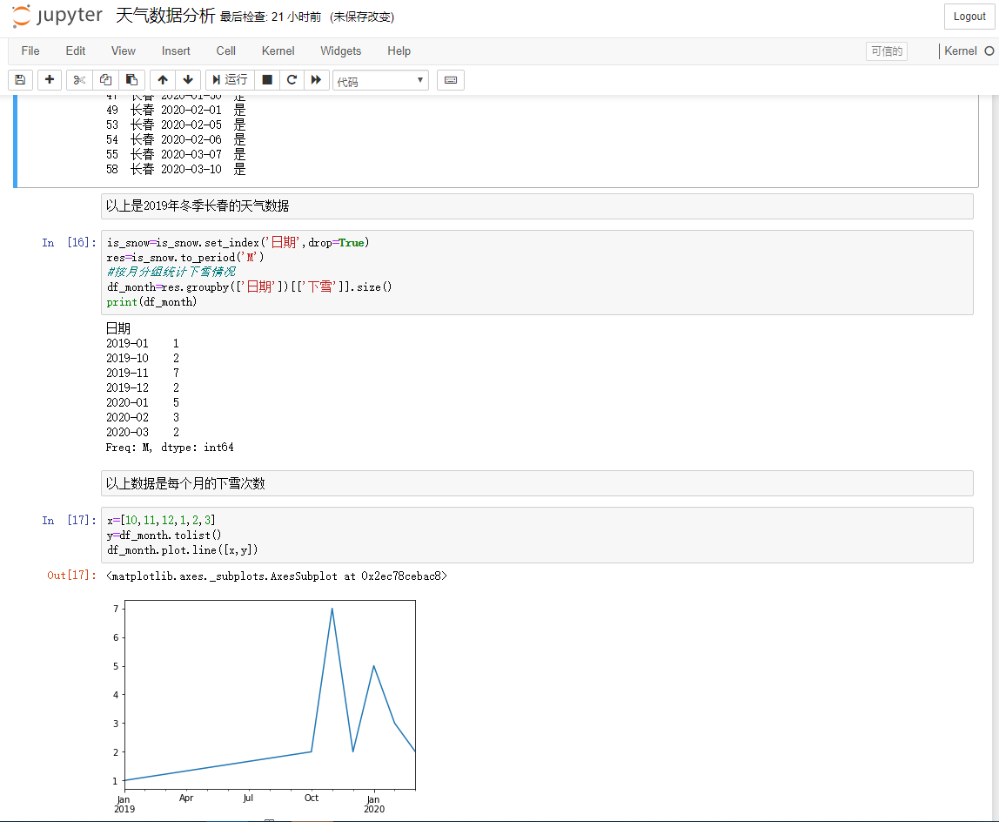 jupyter 天气数据分析 最后检查: 21 小时前 (未保存改变) Logout
File Edit View Insert Cell Kernel Widgets Help 可信的 Kernel
运行 代码
47 长春 2020-01-30 是
49 长春 2020-02-01 是
53 长春 2020-02-05 是
54 长春 2020-02-06 是
55 长春 2020-03-07 是
58 长春 2020-03-10 是
以上是2019年冬季长春的天气数据
In [16]: is_snow=is_snow.set_index('日期',drop=True)
res=is_snow.to_period('M')
#按月分组统计下雪情况
df_month=res.groupby(['日期'])[['下雪']].size()
print(df_month)
日期
2019-01 1
2019-10 2
2019-11 7
2019-12 2
2020-01 5
2020-02 3
2020-03 2
Freq: M, dtype: int64
以上数据是每个月的下雪次数
In [17]: x=[10,11,12,1,2,3]
y=df_month.tolist()
df_month.plot.line([x,y])
Out[17]: <matplotlib.axes._subplots.AxesSubplot at 0x2ec78cebac8>
7
6
5
4
3
2
1
Jan Apr Jul Oct Jan
2019 2020